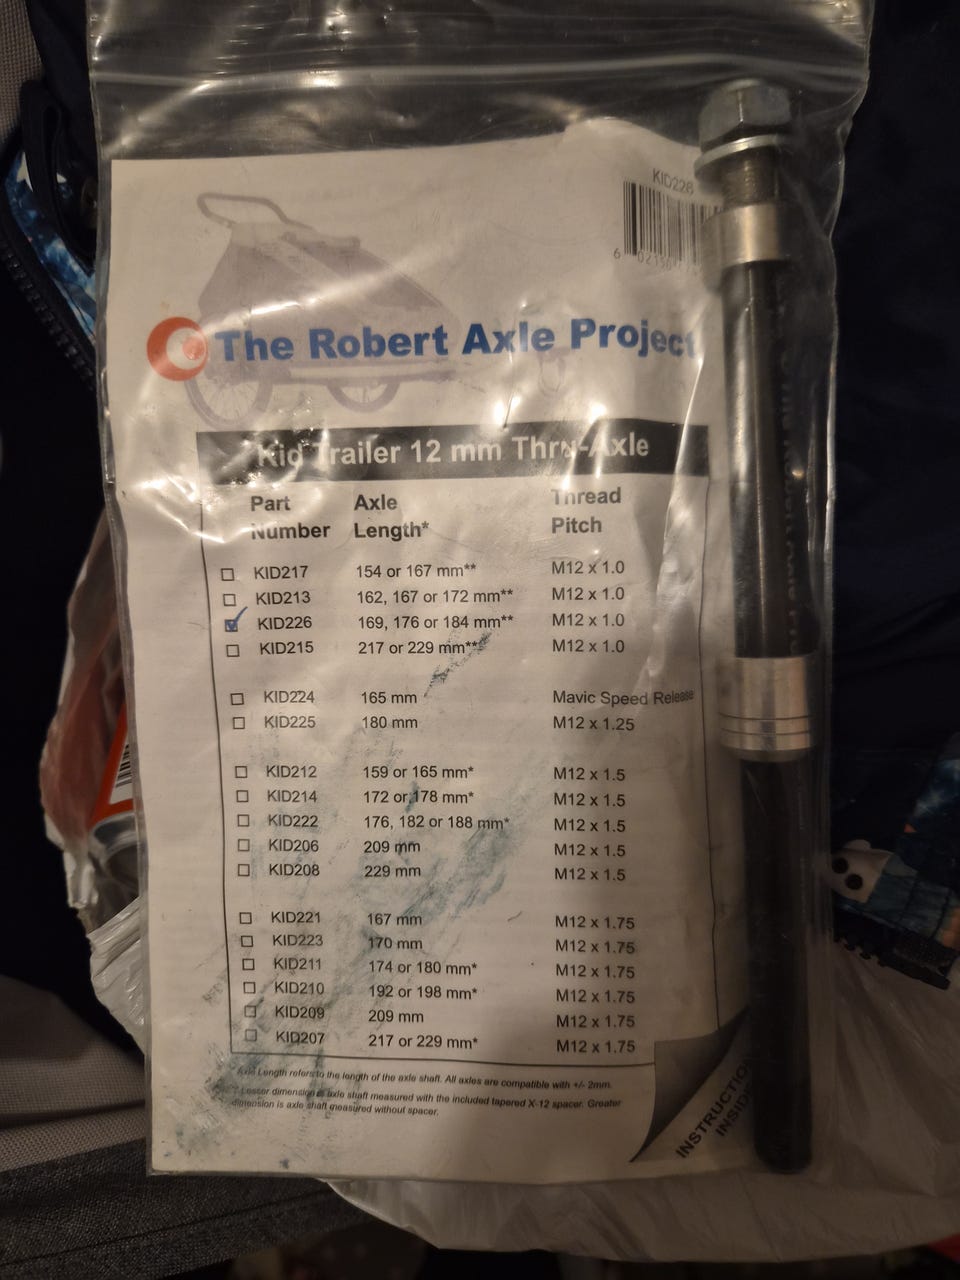 KID226
6
The Robert Axle Project
Kid Trailer 12 mm Thru-Axle
Part Number Axle Length* Thread Pitch
KID217 154 or 167 mm** M12 x 1.0
KID213 162, 167 or 172 mm** M12 x 1.0
KID226 169, 176 or 184 mm** M12 x 1.0
KID215 217 or 229 mm** M12 x 1.0
KID224 165 mm Mavic Speed Release
KID225 180 mm M12 x 1.25
KID212 159 or 165 mm* M12 x 1.5
KID214 172 or 178 mm* M12 x 1.5
KID222 176, 182 or 188 mm* M12 x 1.5
KID206 209 mm M12 x 1.5
KID208 229 mm M12 x 1.5
KID221 167 mm M12 x 1.75
KID223 170 mm M12 x 1.75
KID211 174 or 180 mm* M12 x 1.75
KID210 192 or 198 mm* M12 x 1.75
KID209 209 mm M12 x 1.75
KID207 217 or 229 mm* M12 x 1.75
Axle Length refers to the length of the axle shaft. All axles are compatible with +/- 2mm.
Lesser dimension is axle shaft measured with the included tapered X-12 spacer. Greater
dimension is axle shaft measured without spacer.
INSTRUCTIO
INSID